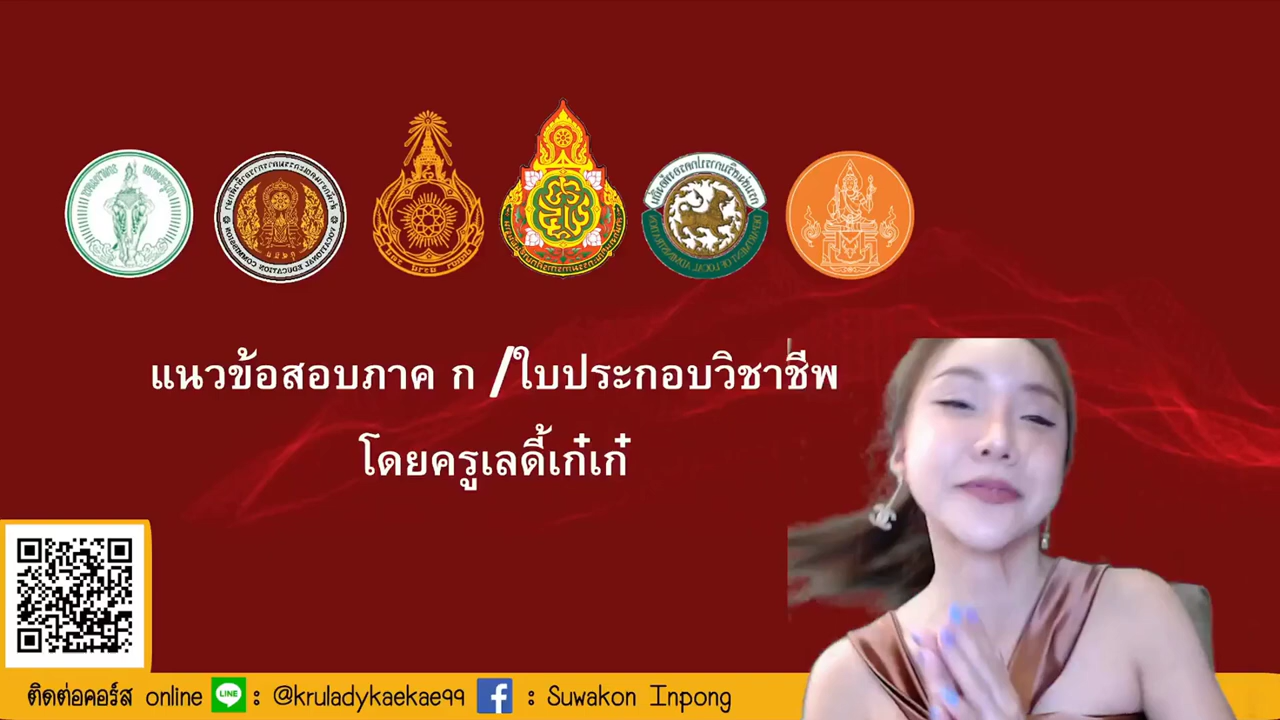 แนวข้อสอบภาค ก /ใบประกอบวิชาชีพ
โดยครูเลดี้เก๋เก๋
ติดต่อคอร์ส online LINE : @kruladykaekae99 f : Suwakon Inpong